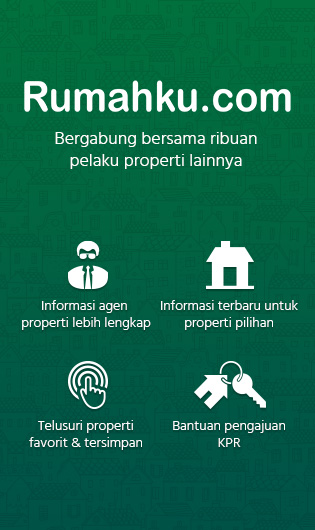 Rumahku.com
Bergabung bersama ribuan
pelaku properti lainnya
Informasi agen
properti lebih lengkap
Informasi terbaru untuk
properti pilihan
Telusuri properti
favorit & tersimpan
Bantuan pengajuan
KPR